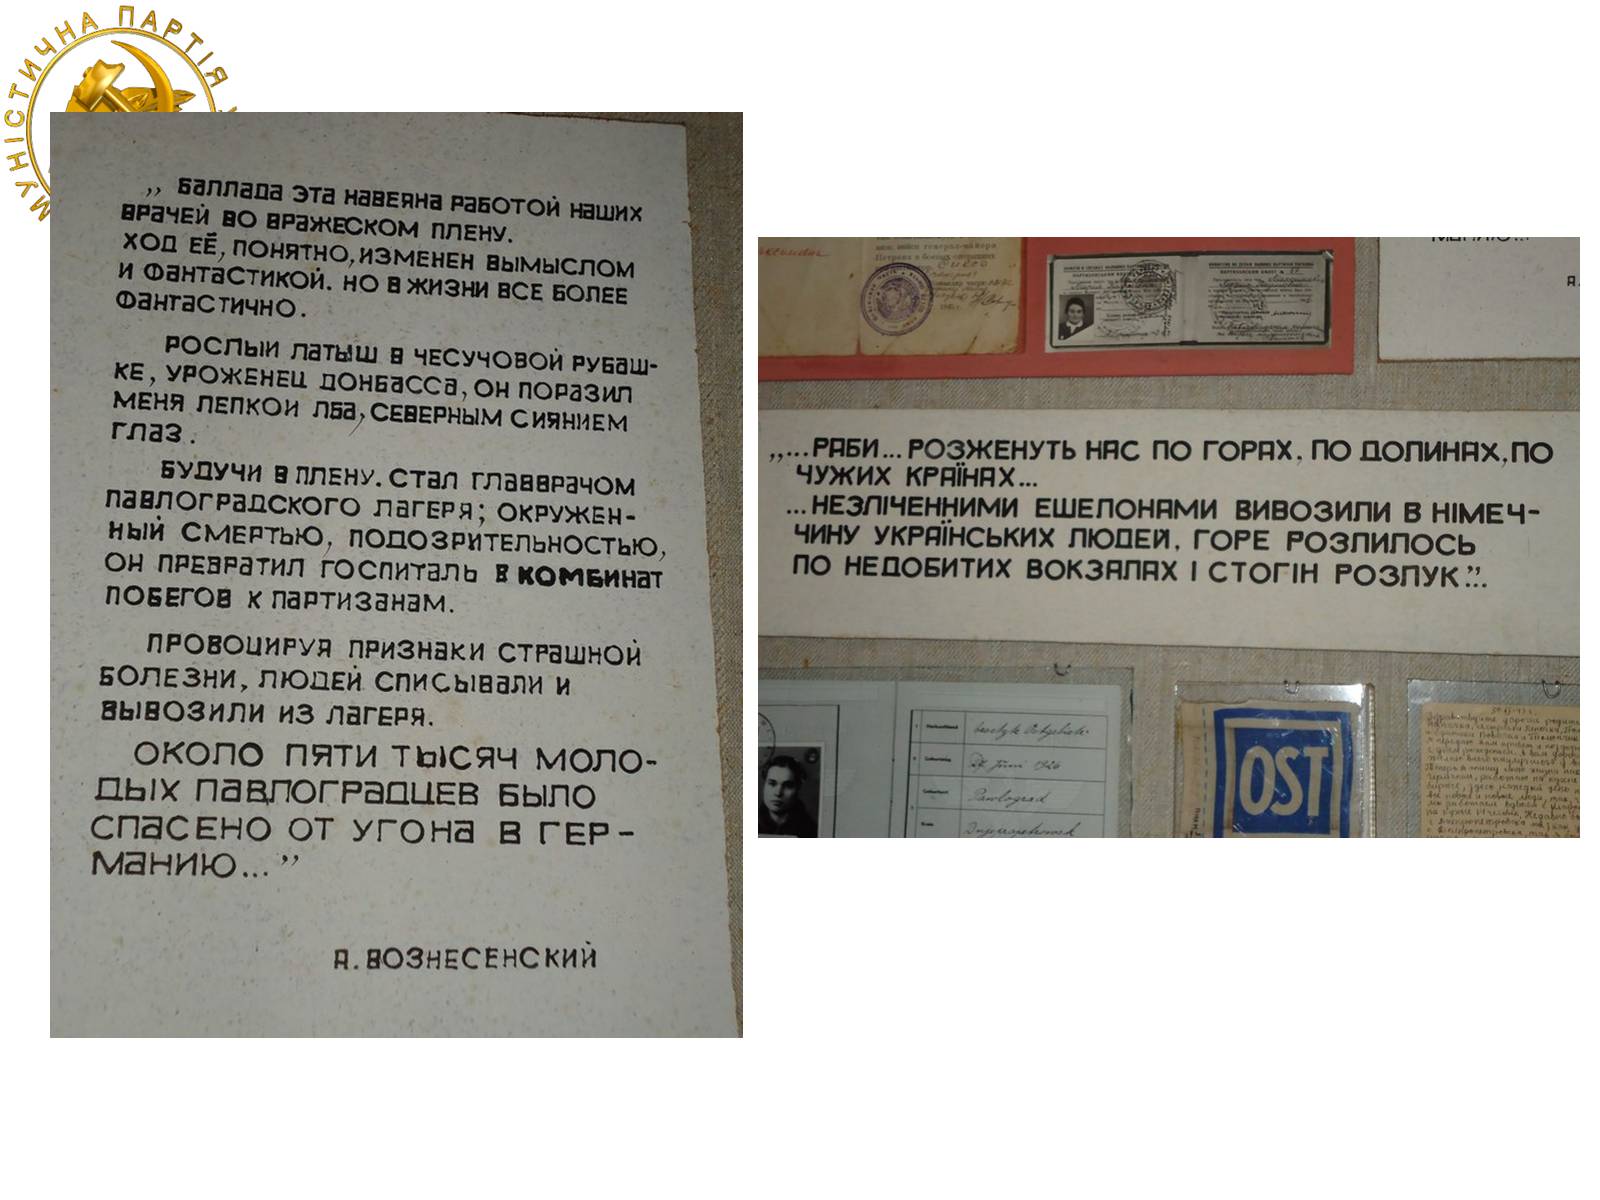 МУНІСТИЧНА ПАРТІЯ
„ Баллада эта навеяна работой наших
врачей во вражеском плену.
Ход её, понятно, изменен вымыслом
и фантастикой. Но в жизни все более
фантастично.
Рослый латыш в чесучовой рубаш-
ке, уроженец Донбасса, он поразил
меня лепкой лба, северным сиянием
глаз.
Будучи в плену. стал главврачом
Павлоградского лагеря; окружен-
ный смертью, подозрительностью,
он превратил госпиталь в комбинат
побегов к партизанам.
Провоцируя признаки страшной
болезни, людей списывали и
вывозили из лагеря.
Около пяти тысяч моло-
дых павлоградцев было
спасено от угона в Гер-
манию...”
А. Вознесенский
„...РАБИ... РОЗЖЕНУТЬ НАС ПО ГОРАХ, ПО ДОЛИНАХ, ПО
ЧУЖИХ КРАЇНАХ...
...НЕЗЛІЧЕННИМИ ЕШЕЛОНАМИ ВИВОЗИЛИ В НІМЕЧ-
ЧИНУ УКРАЇНСЬКИХ ЛЮДЕЙ. ГОРЕ РОЗЛИЛОСЬ
ПО НЕДОБИТИХ ВОКЗАЛАХ І СТОГІН РОЗПУК”...
27. Juni 1926
Pawlograd
OST